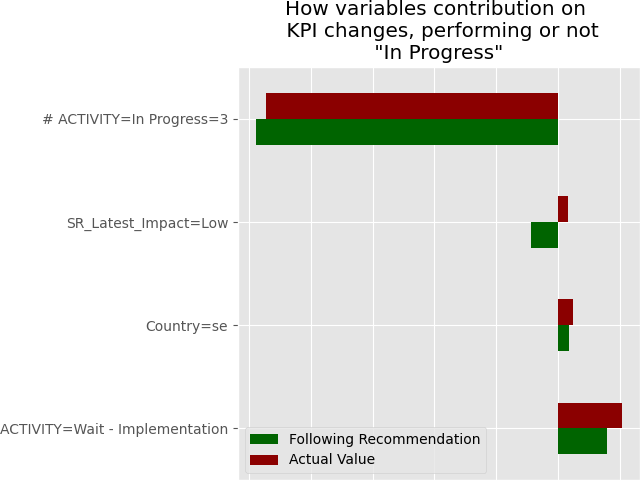 How variables contribution on
KPI changes, performing or not
"In Progress"
# ACTIVITY=In Progress=3
SR_Latest_Impact=Low
Country=se
ACTIVITY=Wait - Implementation
Following Recommendation
Actual Value